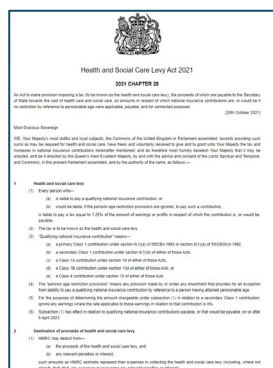 Health and Social Care Levy Act 2021
2021 CHAPTER 28
An Act to make provision imposing a tax (to be known as the health and social care levy), the proceeds of which are payable to the Secretary
of State towards the cost of health care and social care, on amounts in respect of which national insurance contributions are, or would be if
no restriction by reference to pensionable age were applicable, payable; and for connected purposes.
[20th October 2021]
Most Gracious Sovereign
WE, Your Majesty's most dutiful and loyal subjects, the Commons of the United Kingdom in Parliament assembled, towards providing such
sums as may be required for health and social care, have freely and voluntarily resolved to give and to grant unto Your Majesty the tax and
increases in national insurance contributions hereinafter mentioned; and do therefore most humbly beseech Your Majesty that it may be
enacted, and be it enacted by the Queen's most Excellent Majesty, by and with the advice and consent of the Lords Spiritual and Temporal,
and Commons, in this present Parliament assembled, and by the authority of the same, as follows:—
1 Health and social care levy
(1) Every person who—
(a) is liable to pay a qualifying national insurance contribution, or
(b) would be liable, if the pension age restriction provisions are ignored, to pay such a contribution,
is liable to pay a tax equal to 1.25% of the amount of earnings or profits in respect of which the contribution is, or would be,
payable.
(2) The tax is to be known as the health and social care levy.
(3) "Qualifying national insurance contribution" means—
(a) a primary Class 1 contribution under section 6(1)(a) of SSCBA 1992 or section 6(1)(a) of SSCB(NI)A 1992,
(b) a secondary Class 1 contribution under section 6(1)(b) of either of those Acts,
(c) a Class 1A contribution under section 10 of either of those Acts,
(d) a Class 1B contribution under section 10A of either of those Acts, or
(e) a Class 4 contribution under section 15 of either of those Acts.
(4) The "pension age restriction provisions" means any provision made by or under any enactment that provides for an exception
from liability to pay a qualifying national insurance contribution by reference to a person having attained pensionable age.
(5) For the purposes of determining the amount chargeable under subsection (1) in relation to a secondary Class 1 contribution,
ignore any earnings where the rate applicable to those earnings in relation to that contribution is 0%.
(6) Subsection (1) has effect in relation to qualifying national insurance contributions payable, or that would be payable, on or after
6 April 2023.
2 Destination of proceeds of health and social care levy
(1) HMRC may deduct from—
(a) the proceeds of the health and social care levy, and
(b) any relevant penalties or interest,
such amounts as HMRC estimate represent their expenses in collecting the health and social care levy (including, where not